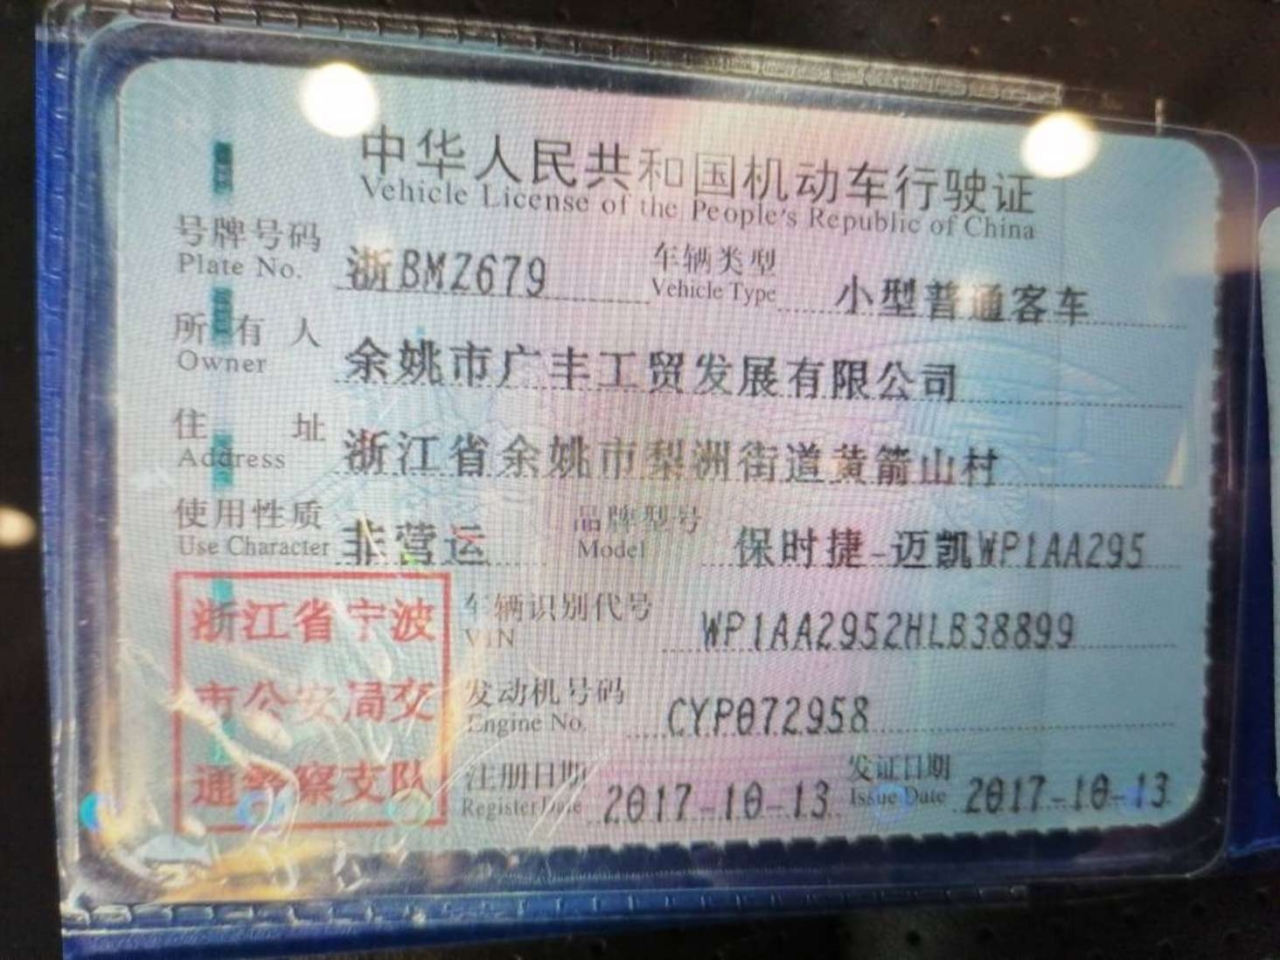 中华人民共和国机动车行驶证
Vehicle License of the People's Republic of China
号牌号码 浙BMZ679 车辆类型 小型普通客车
Plate No. Vehicle Type
所有人 余姚市广丰工贸发展有限公司
Owner
住址 浙江省余姚市梨洲街道黄箭山村
Address
使用性质 非营运 品牌型号 保时捷-迈凯WP1AA295
Use Character Model
浙江省宁波 车辆识别代号 WP1AA2952HLB38899
VIN
市公安局交 发动机号码 CYP072958
Engine No.
通警察支队 注册日期 2017-10-13 发证日期 2017-10-13
Register Date Issue Date